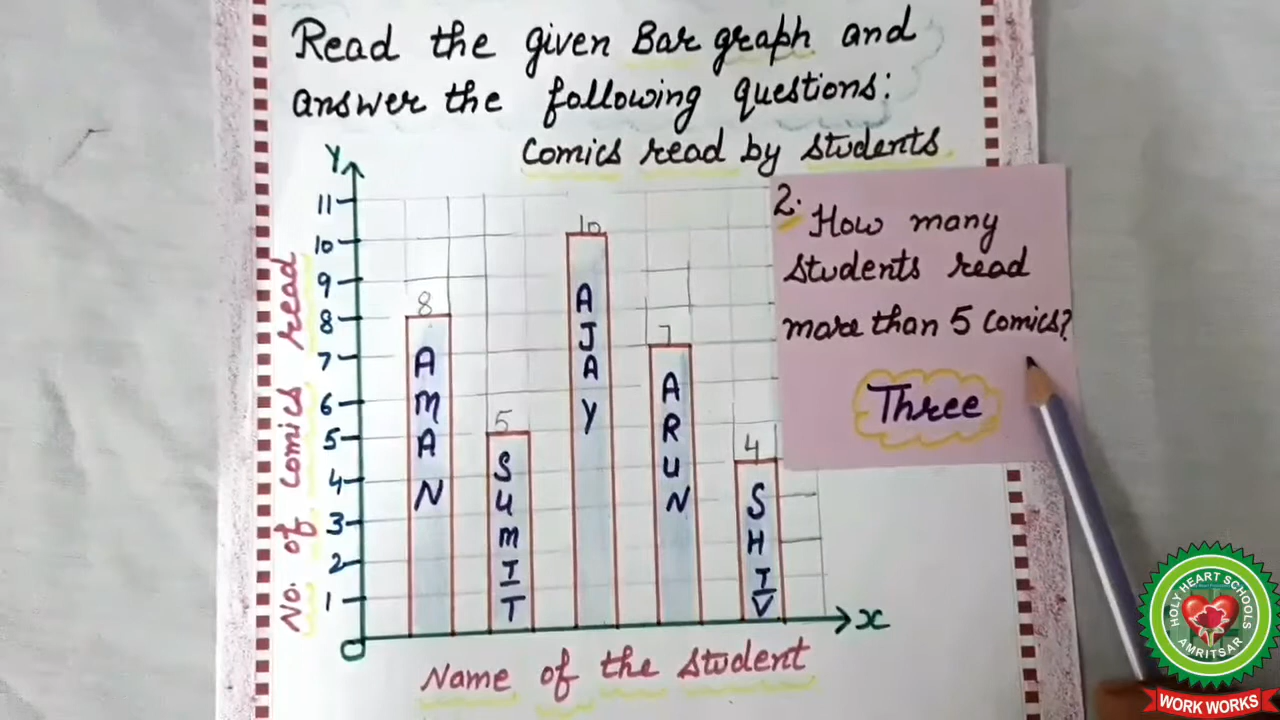 Read the given Bar graph and
answer the following questions:
Comics read by students
Y
11
10
9
8
7
6
5
4
3
2
1
O
x
No. of comics read
8
AMAN
5
SUMIT
10
AJAY
7
ARUN
4
SHIV
Name of the student
2. How many
students read
more than 5 comics?
Three
HOLY HEART SCHOOLS
AMRITSAR
WORK WORKS